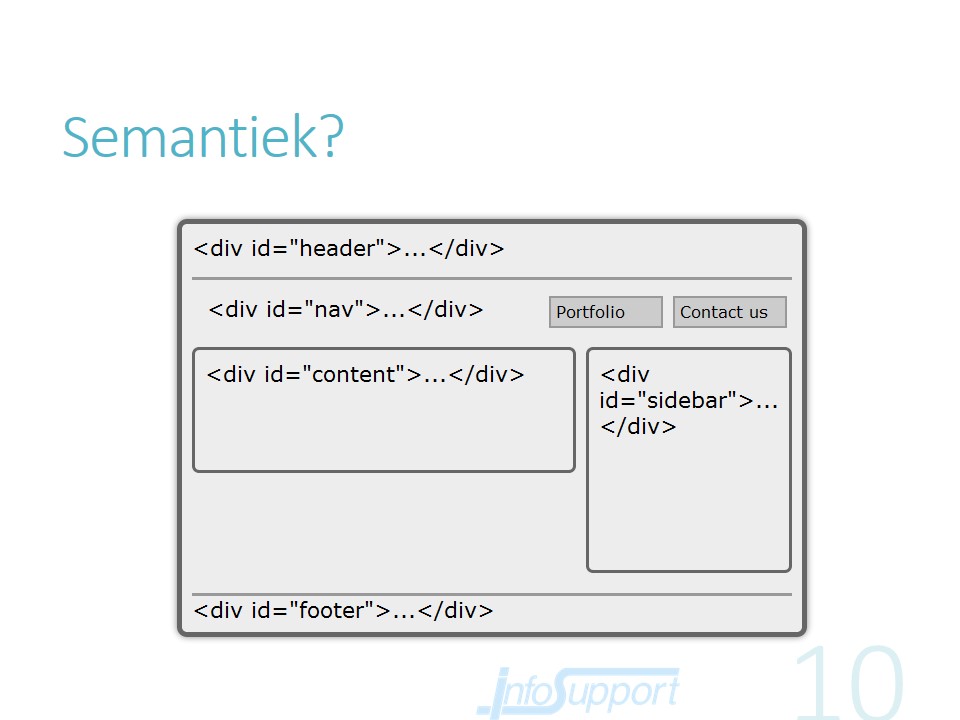 Semantiek?
<div id="header">...</div>
<div id="nav">...</div>
Portfolio
Contact us
<div id="content">...</div>
<div
id="sidebar">...
</div>
<div id="footer">...</div>
InfoSupport
10